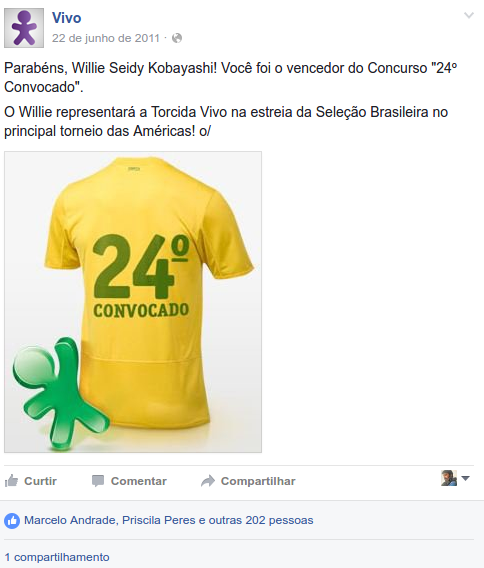 Vivo
22 de junho de 2011 ·
Parabéns, Willie Seidy Kobayashi! Você foi o vencedor do Concurso "24º
Convocado".
O Willie representará a Torcida Vivo na estreia da Seleção Brasileira no
principal torneio das Américas! o/
24º
CONVOCADO
Curtir
Comentar
Compartilhar
Marcelo Andrade, Priscila Peres e outras 202 pessoas
1 compartilhamento